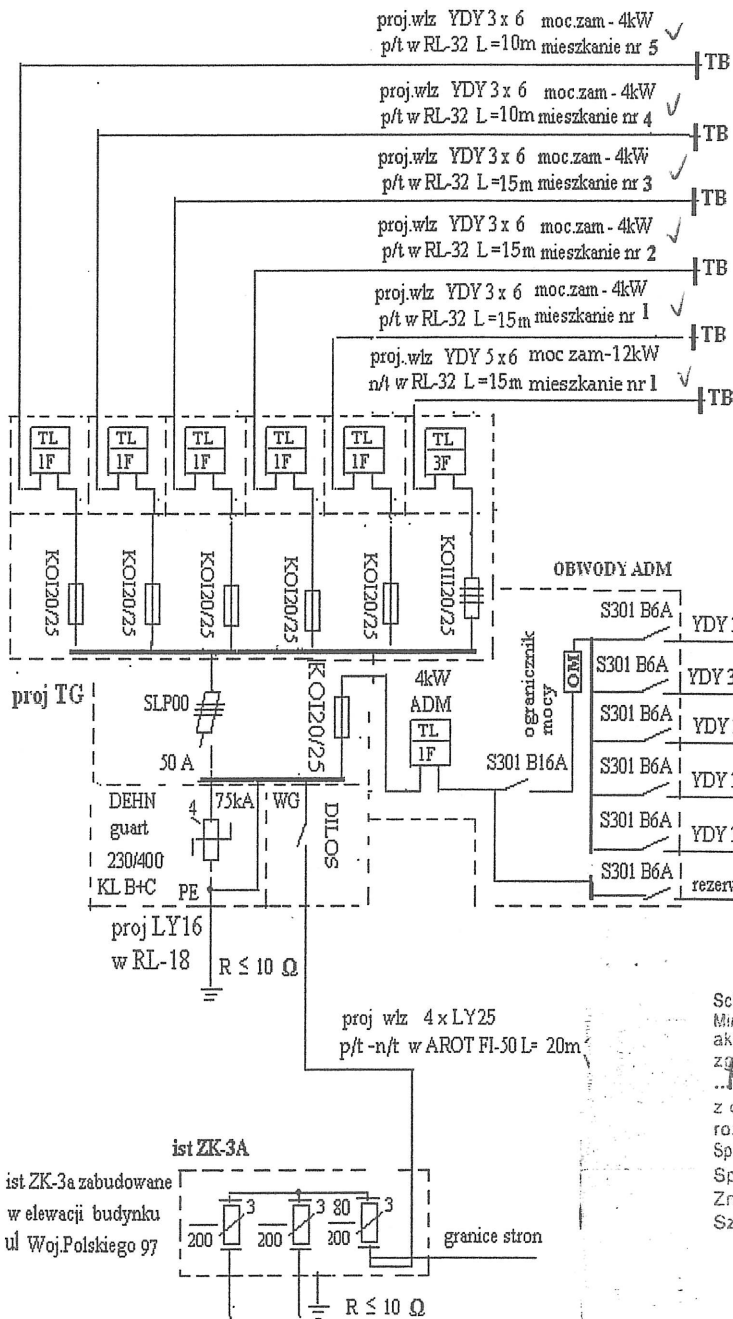 proj.wlz YDY 3 x 6 moc.zam - 4kW
p/t w RL-32 L=10m mieszkanie nr 5
TB
proj.wlz YDY 3 x 6 moc.zam - 4kW
p/t w RL-32 L=10m mieszkanie nr 4
TB
proj.wlz YDY 3 x 6 moc.zam - 4kW
p/t w RL-32 L=15m mieszkanie nr 3
TB
proj.wlz YDY 3 x 6 moc.zam - 4kW
p/t w RL-32 L=15m mieszkanie nr 2
TB
proj.wlz YDY 3 x 6 moc.zam - 4kW
p/t w RL-32 L=15m mieszkanie nr 1
TB
proj.wlz YDY 5 x6 moc zam-12kW
n/t w RL-32 L=15m mieszkanie nr 1
TB
TL 1F
TL 1F
TL 1F
TL 1F
TL 1F
TL 3F
KOI20/25
KOI20/25
KOI20/25
KOI20/25
KOI20/25
KOIII20/25
OBWODY ADM
proj TG
SLP00
50 A
KOI20/25
4kW
ADM
TL
1F
S301 B16A
ogranicznik
mocy
OM
S301 B6A YDY
S301 B6A YDY 3
S301 B6A YDY
S301 B6A YDY
S301 B6A YDY
S301 B6A rezerw
DEHN
guart
230/400
KL B+C
4
75kA
WG
DILOS
PE
proj LY16
w RL-18
R ≤ 10 Ω
proj wlz 4 x LY25
p/t -n/t w AROT FI-50 L= 20m
ist ZK-3A
ist ZK-3a zabudowane
w elewacji budynku
ul Woj.Polskiego 97
200 3
200 3
80 200 3
granice stron
R ≤ 10 Ω
Sc
ak
z
ro
Sp
Sp
Zr
Sz